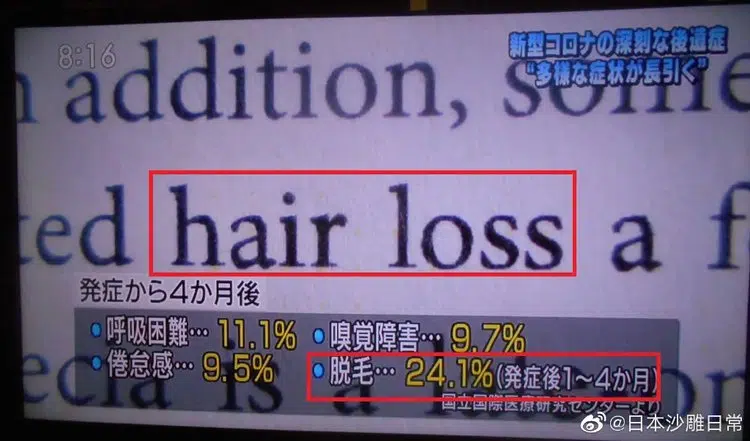 8:16
新型コロナの深刻な後遺症
“多様な症状が長引く”
n addition, some
ted hair loss a f
発症から4か月後
呼吸困難… 11.1%
嗅覚障害… 9.7%
倦怠感… 9.5%
脱毛… 24.1%(発症後1～4か月)
国立国際医療研究センターより
@日本沙雕日常